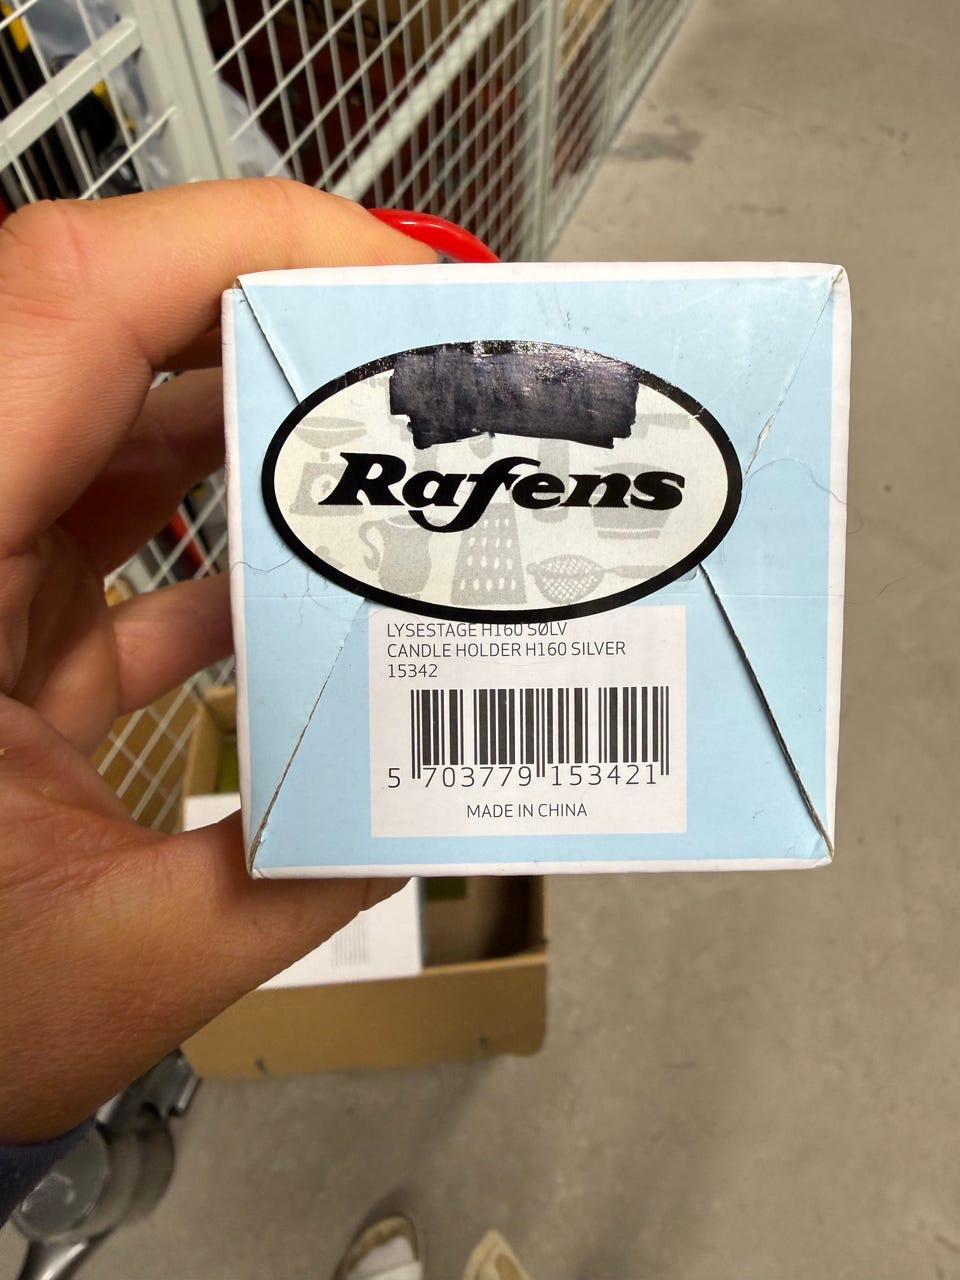 Rafens
LYSESTAGE H160 SØLV
CANDLE HOLDER H160 SILVER
15342
5 703779 153421
MADE IN CHINA